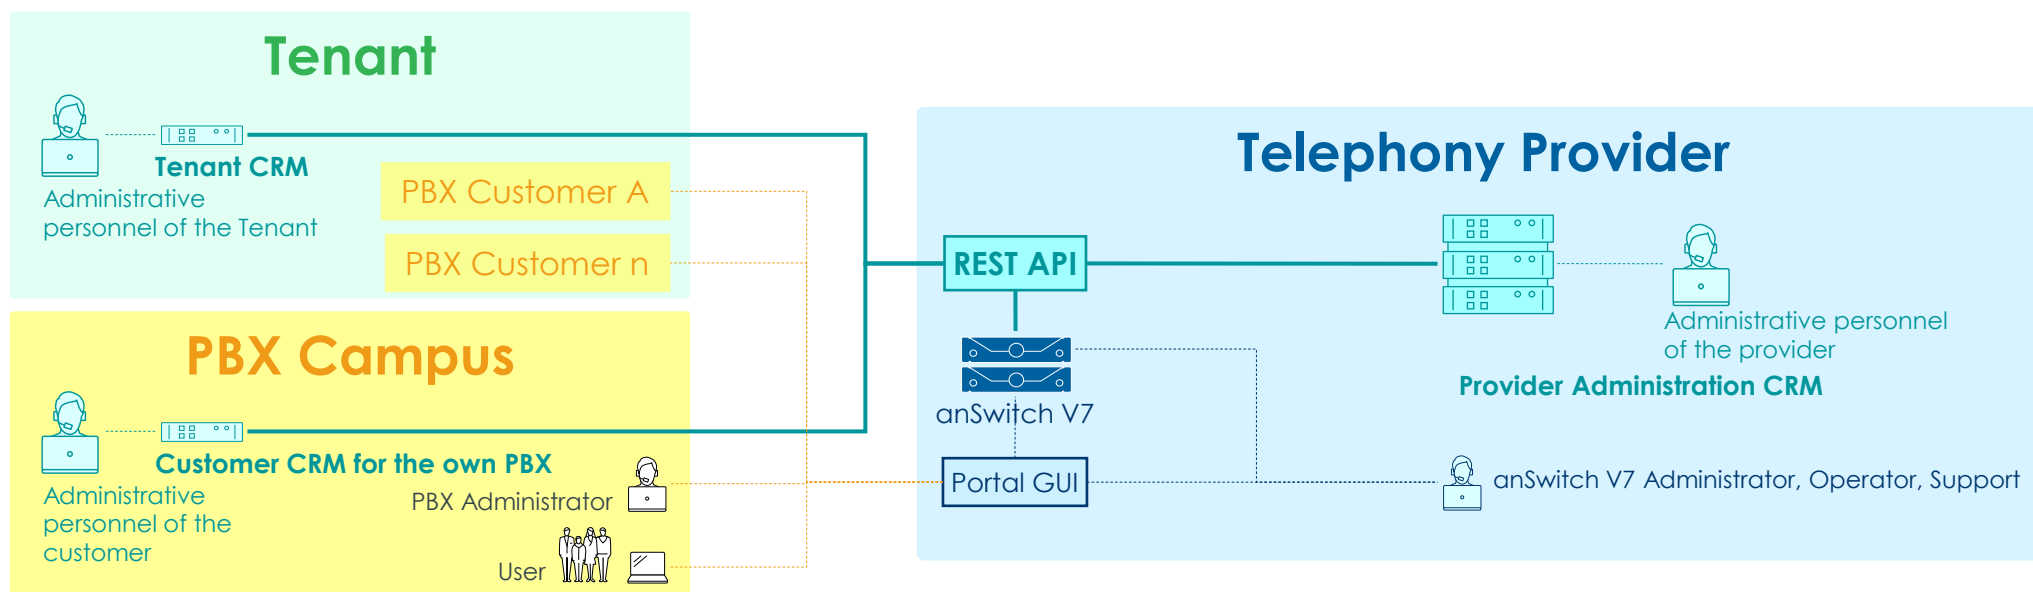 Tenant
Tenant CRM
Administrative
personnel of the Tenant
PBX Customer A
PBX Customer n
PBX Campus
Customer CRM for the own PBX
Administrative
personnel of the
customer
PBX Administrator
User
Telephony Provider
REST API
anSwitch V7
Portal GUI
Administrative personnel
of the provider
Provider Administration CRM
anSwitch V7 Administrator, Operator, Support